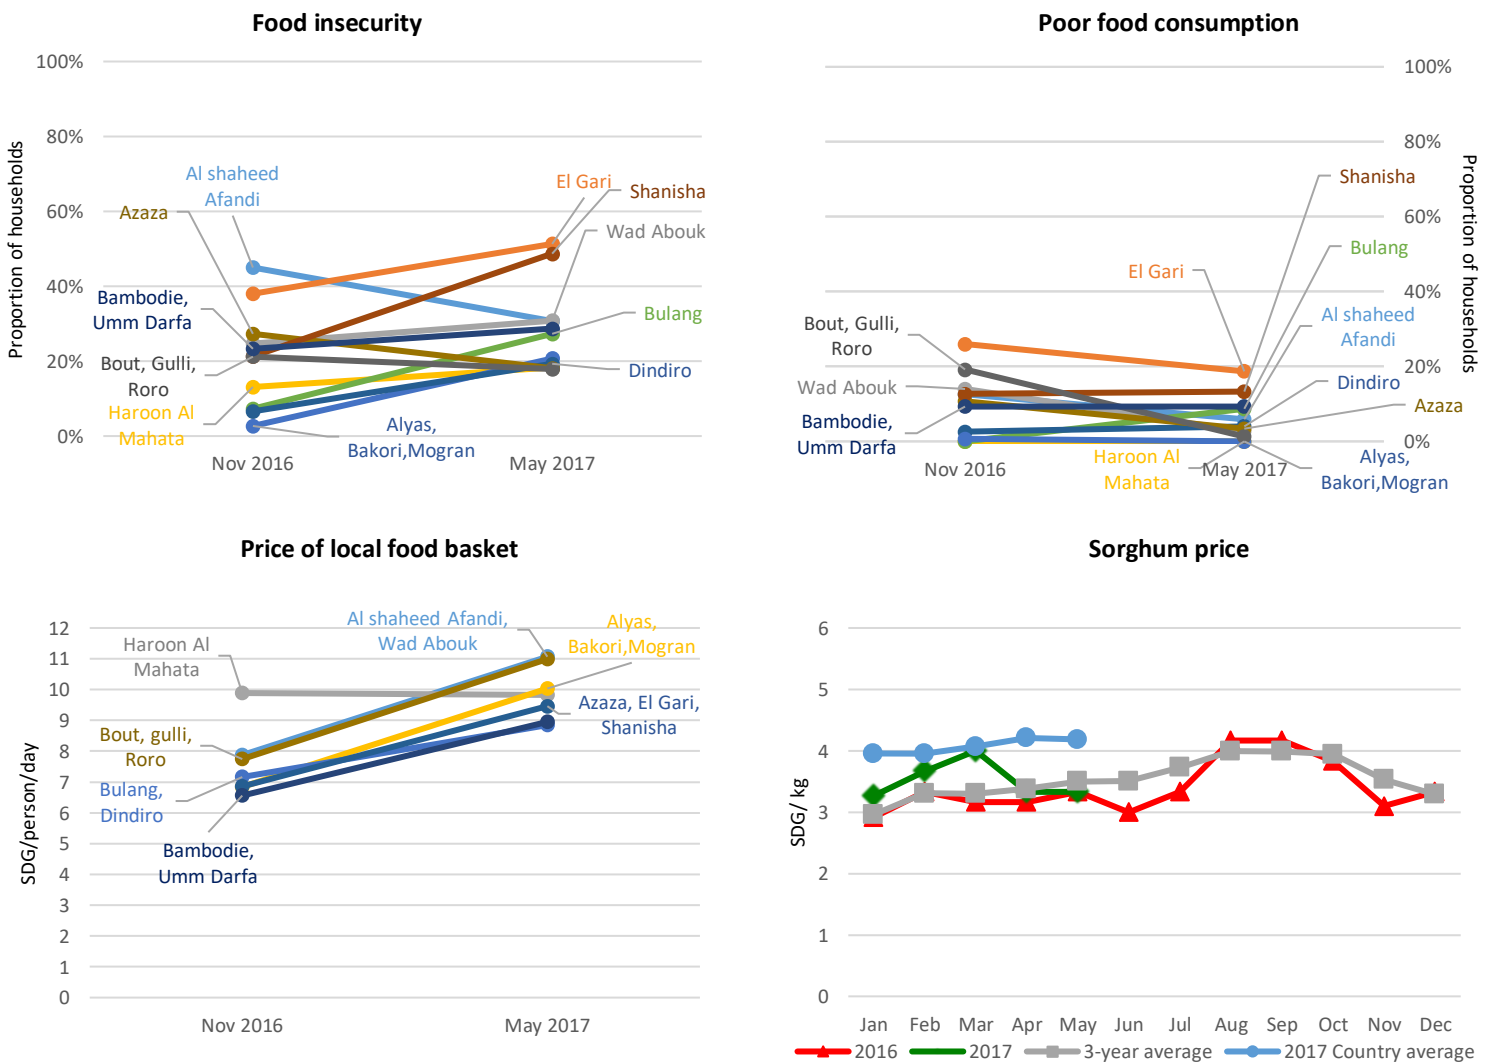 Food insecurity
100%
80%
60%
40%
20%
0%
Proportion of households
Al shaheed
Afandi
Azaza
Bambodie,
Umm Darfa
Bout, Gulli,
Roro
Haroon Al
Mahata
Alyas,
Bakori,Mogran
El Gari
Shanisha
Wad Abouk
Bulang
Dindiro
Nov 2016
May 2017
Poor food consumption
100%
80%
60%
40%
20%
0%
Proportion of households
Shanisha
Bulang
El Gari
Al shaheed
Afandi
Bout, Gulli,
Roro
Wad Abouk
Dindiro
Azaza
Bambodie,
Umm Darfa
Haroon Al
Mahata
Alyas,
Bakori,Mogran
Nov 2016
May 2017
Price of local food basket
12
11
10
9
8
7
6
5
4
3
2
1
0
SDG/person/day
Haroon Al
Mahata
Al shaheed Afandi,
Wad Abouk
Alyas,
Bakori,Mogran
Azaza, El Gari,
Shanisha
Bout, gulli,
Roro
Bulang,
Dindiro
Bambodie,
Umm Darfa
Nov 2016
May 2017
Sorghum price
6
5
4
3
2
1
0
SDG/ kg
Jan Feb Mar Apr May Jun Jul Aug Sep Oct Nov Dec
2016 2017 3-year average 2017 Country average